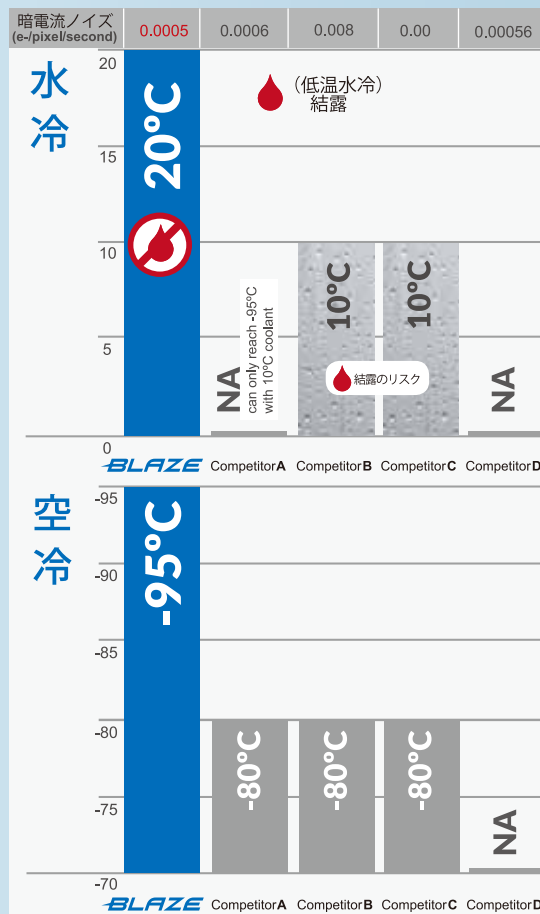 暗電流ノイズ
(e-/pixel/second)
0.0005
0.0006
0.008
0.00
0.00056
水冷
20
15
10
5
0
20°C
(低温水冷)
結露
NA
can only reach -95°C
with 10°C coolant
10°C
10°C
結露のリスク
NA
BLAZE
CompetitorA
CompetitorB
CompetitorC
CompetitorD
空冷
-95
-90
-85
-80
-75
-70
-95°C
-80°C
-80°C
-80°C
NA
BLAZE
CompetitorA
CompetitorB
CompetitorC
CompetitorD